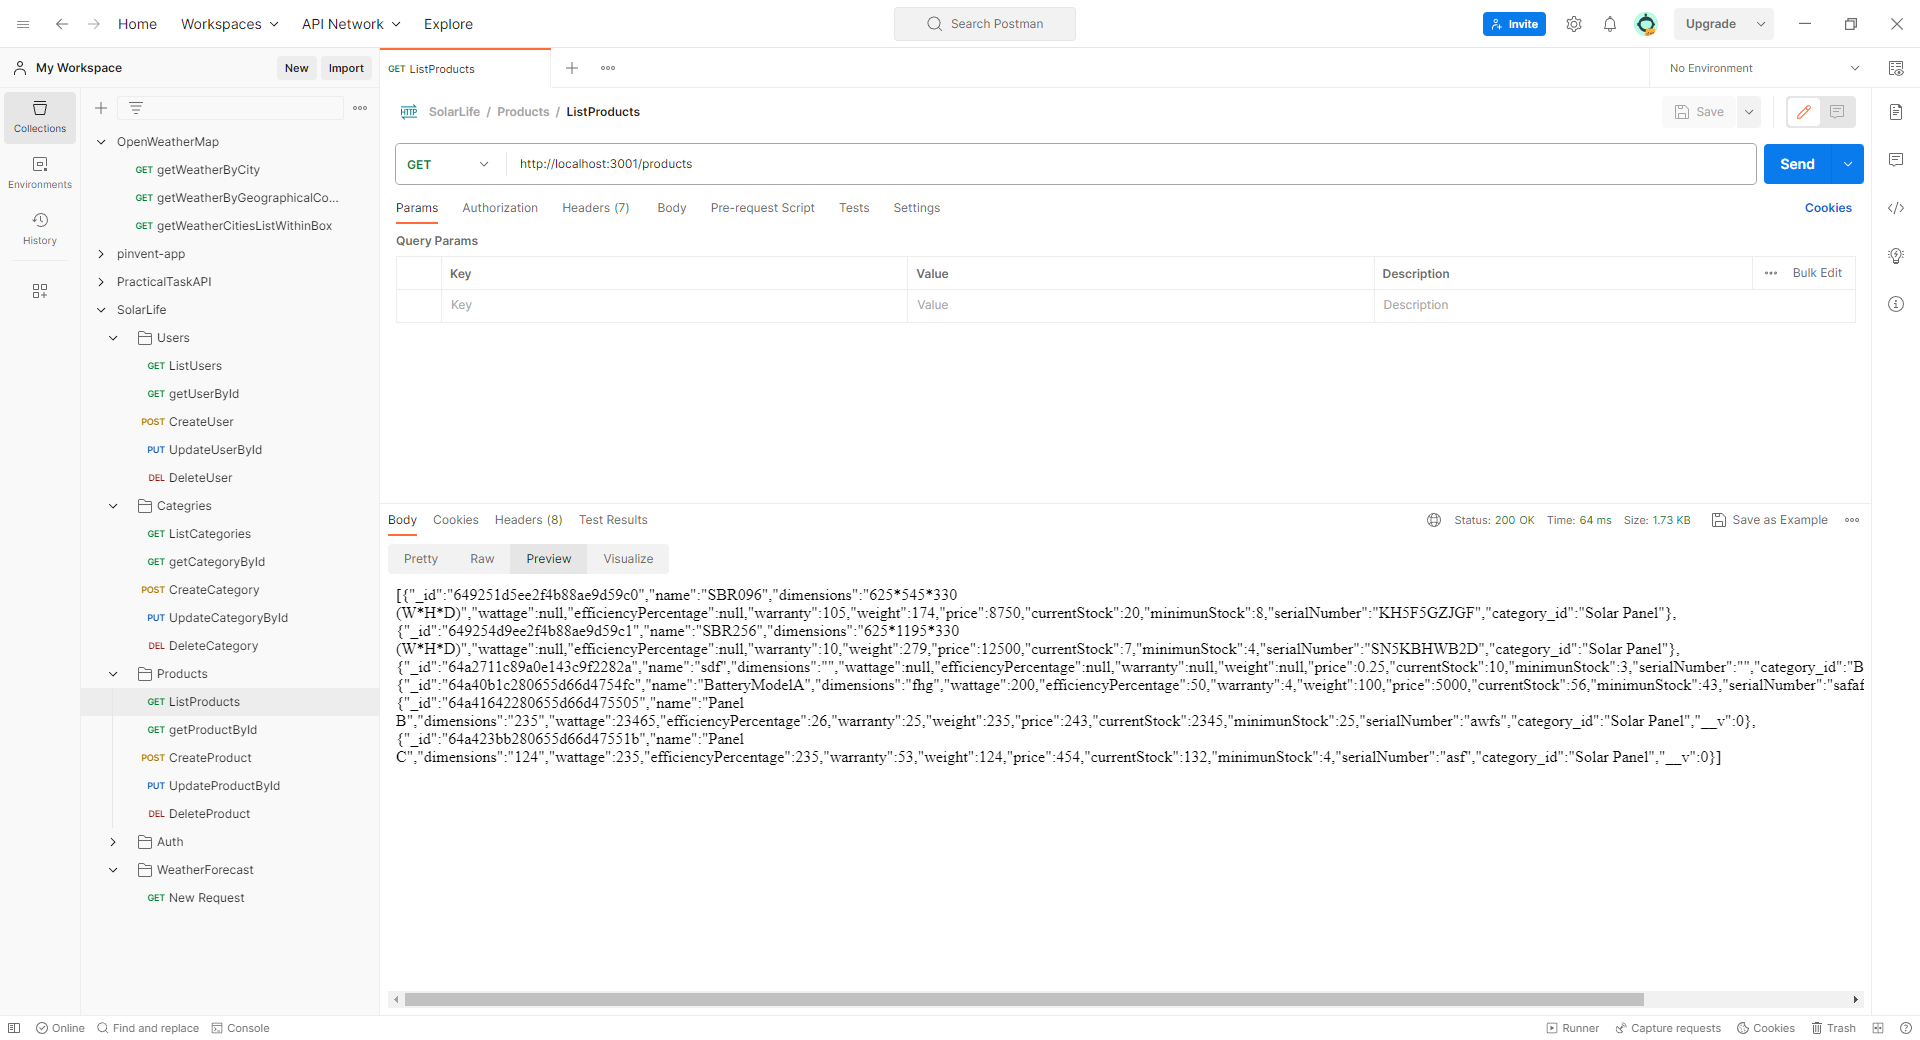 Home
Workspaces
API Network
Explore
Search Postman
Invite
Upgrade
My Workspace
New
Import
GET ListProducts
No Environment
Collections
Environments
History
OpenWeatherMap
GET getWeatherByCity
GET getWeatherByGeographicalCo...
GET getWeatherCitiesListWithinBox
pinvent-app
PracticalTaskAPI
SolarLife
Users
GET ListUsers
GET getUserById
POST CreateUser
PUT UpdateUserById
DEL DeleteUser
Categries
GET ListCategories
GET getCategoryById
POST CreateCategory
PUT UpdateCategoryById
DEL DeleteCategory
Products
GET ListProducts
GET getProductById
POST CreateProduct
PUT UpdateProductById
DEL DeleteProduct
Auth
WeatherForecast
GET New Request
HTTP SolarLife / Products / ListProducts
Save
GET http://localhost:3001/products
Send
Params Authorization Headers (7) Body Pre-request Script Tests Settings
Cookies
Query Params
Key Value Description Bulk Edit
Key Value Description
Body Cookies Headers (8) Test Results
Status: 200 OK Time: 64 ms Size: 1.73 KB Save as Example
Pretty Raw Preview Visualize
[{"_id":"649251d5ee2f4b88ae9d59c0","name":"SBR096","dimensions":"625*545*330
(W*H*D)","wattage":null,"efficiencyPercentage":null,"warranty":105,"weight":174,"price":8750,"currentStock":20,"minimunStock":8,"serialNumber":"KH5F5GZJGF","category_id":"Solar Panel"},
{"_id":"649254d9ee2f4b88ae9d59c1","name":"SBR256","dimensions":"625*1195*330
(W*H*D)","wattage":null,"efficiencyPercentage":null,"warranty":10,"weight":279,"price":12500,"currentStock":7,"minimunStock":4,"serialNumber":"SN5KBHWB2D","category_id":"Solar Panel"},
{"_id":"64a2711c89a0e143c9f2282a","name":"sdf","dimensions":"","wattage":null,"efficiencyPercentage":null,"warranty":null,"weight":null,"price":0.25,"currentStock":10,"minimunStock":3,"serialNumber":"","category_id":"B
{"_id":"64a40b1c280655d66d4754fc","name":"BatteryModelA","dimensions":"fhg","wattage":200,"efficiencyPercentage":50,"warranty":4,"weight":100,"price":5000,"currentStock":56,"minimunStock":43,"serialNumber":"safaf
{"_id":"64a41642280655d66d475505","name":"Panel
B","dimensions":"235","wattage":23465,"efficiencyPercentage":26,"warranty":25,"weight":235,"price":243,"currentStock":2345,"minimunStock":25,"serialNumber":"awfs","category_id":"Solar Panel","__v":0},
{"_id":"64a423bb280655d66d47551b","name":"Panel
C","dimensions":"124","wattage":235,"efficiencyPercentage":235,"warranty":53,"weight":124,"price":454,"currentStock":132,"minimunStock":4,"serialNumber":"asf","category_id":"Solar Panel","__v":0}]
Online
Find and replace
Console
Runner
Capture requests
Cookies
Trash